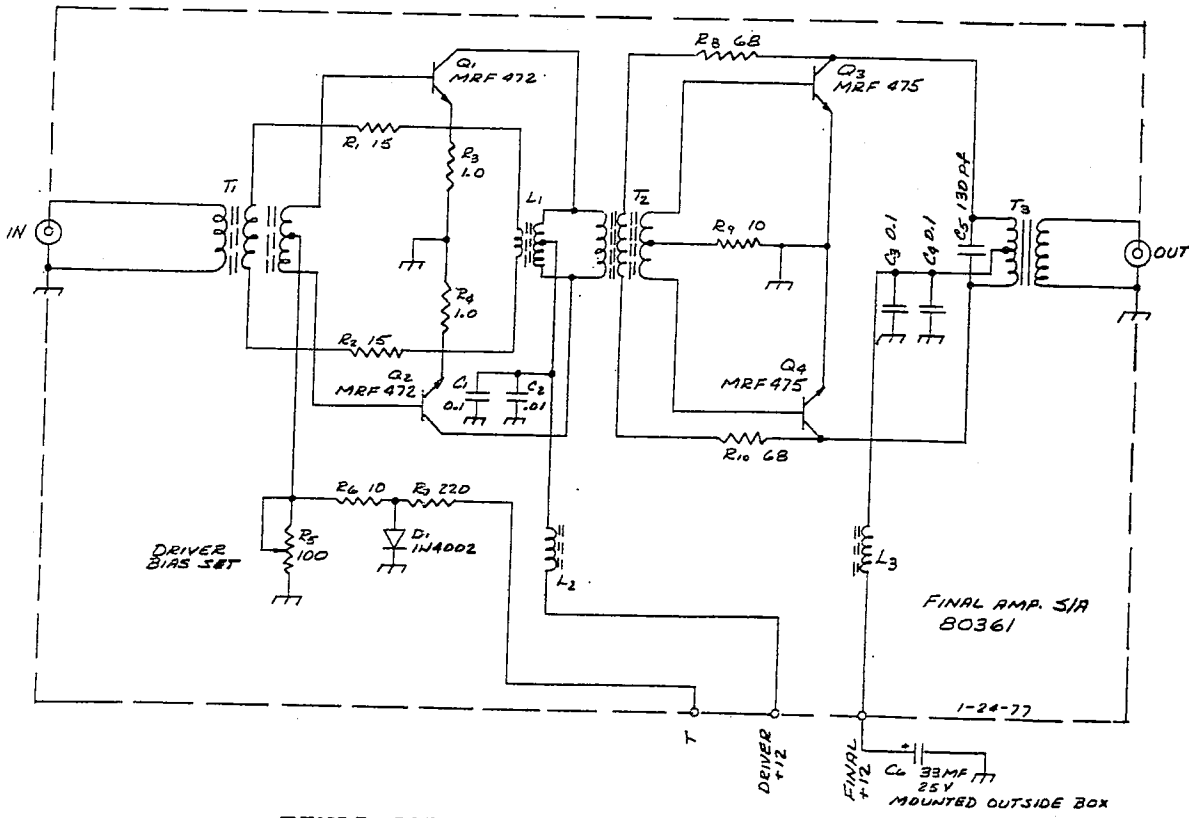 R8 68
Q1
MRF 472
Q3
MRF 475
R1 15
R3
1.0
T1
L1
T2
R9 10
C3 0.1
C4 0.1
C5 130 pf
T3
IN
OUT
R4
1.0
R2 15
Q2
MRF 472
C1
0.1
C2
.01
Q4
MRF 475
R10 68
R6 10
R7 220
DRIVER
BIAS SET
R5
100
D1
1N4002
L2
L3
FINAL AMP. S/A
80361
1-24-77
T
DRIVER
+12
FINAL
+12
C6
+
33MF
25V
MOUNTED OUTSIDE BOX